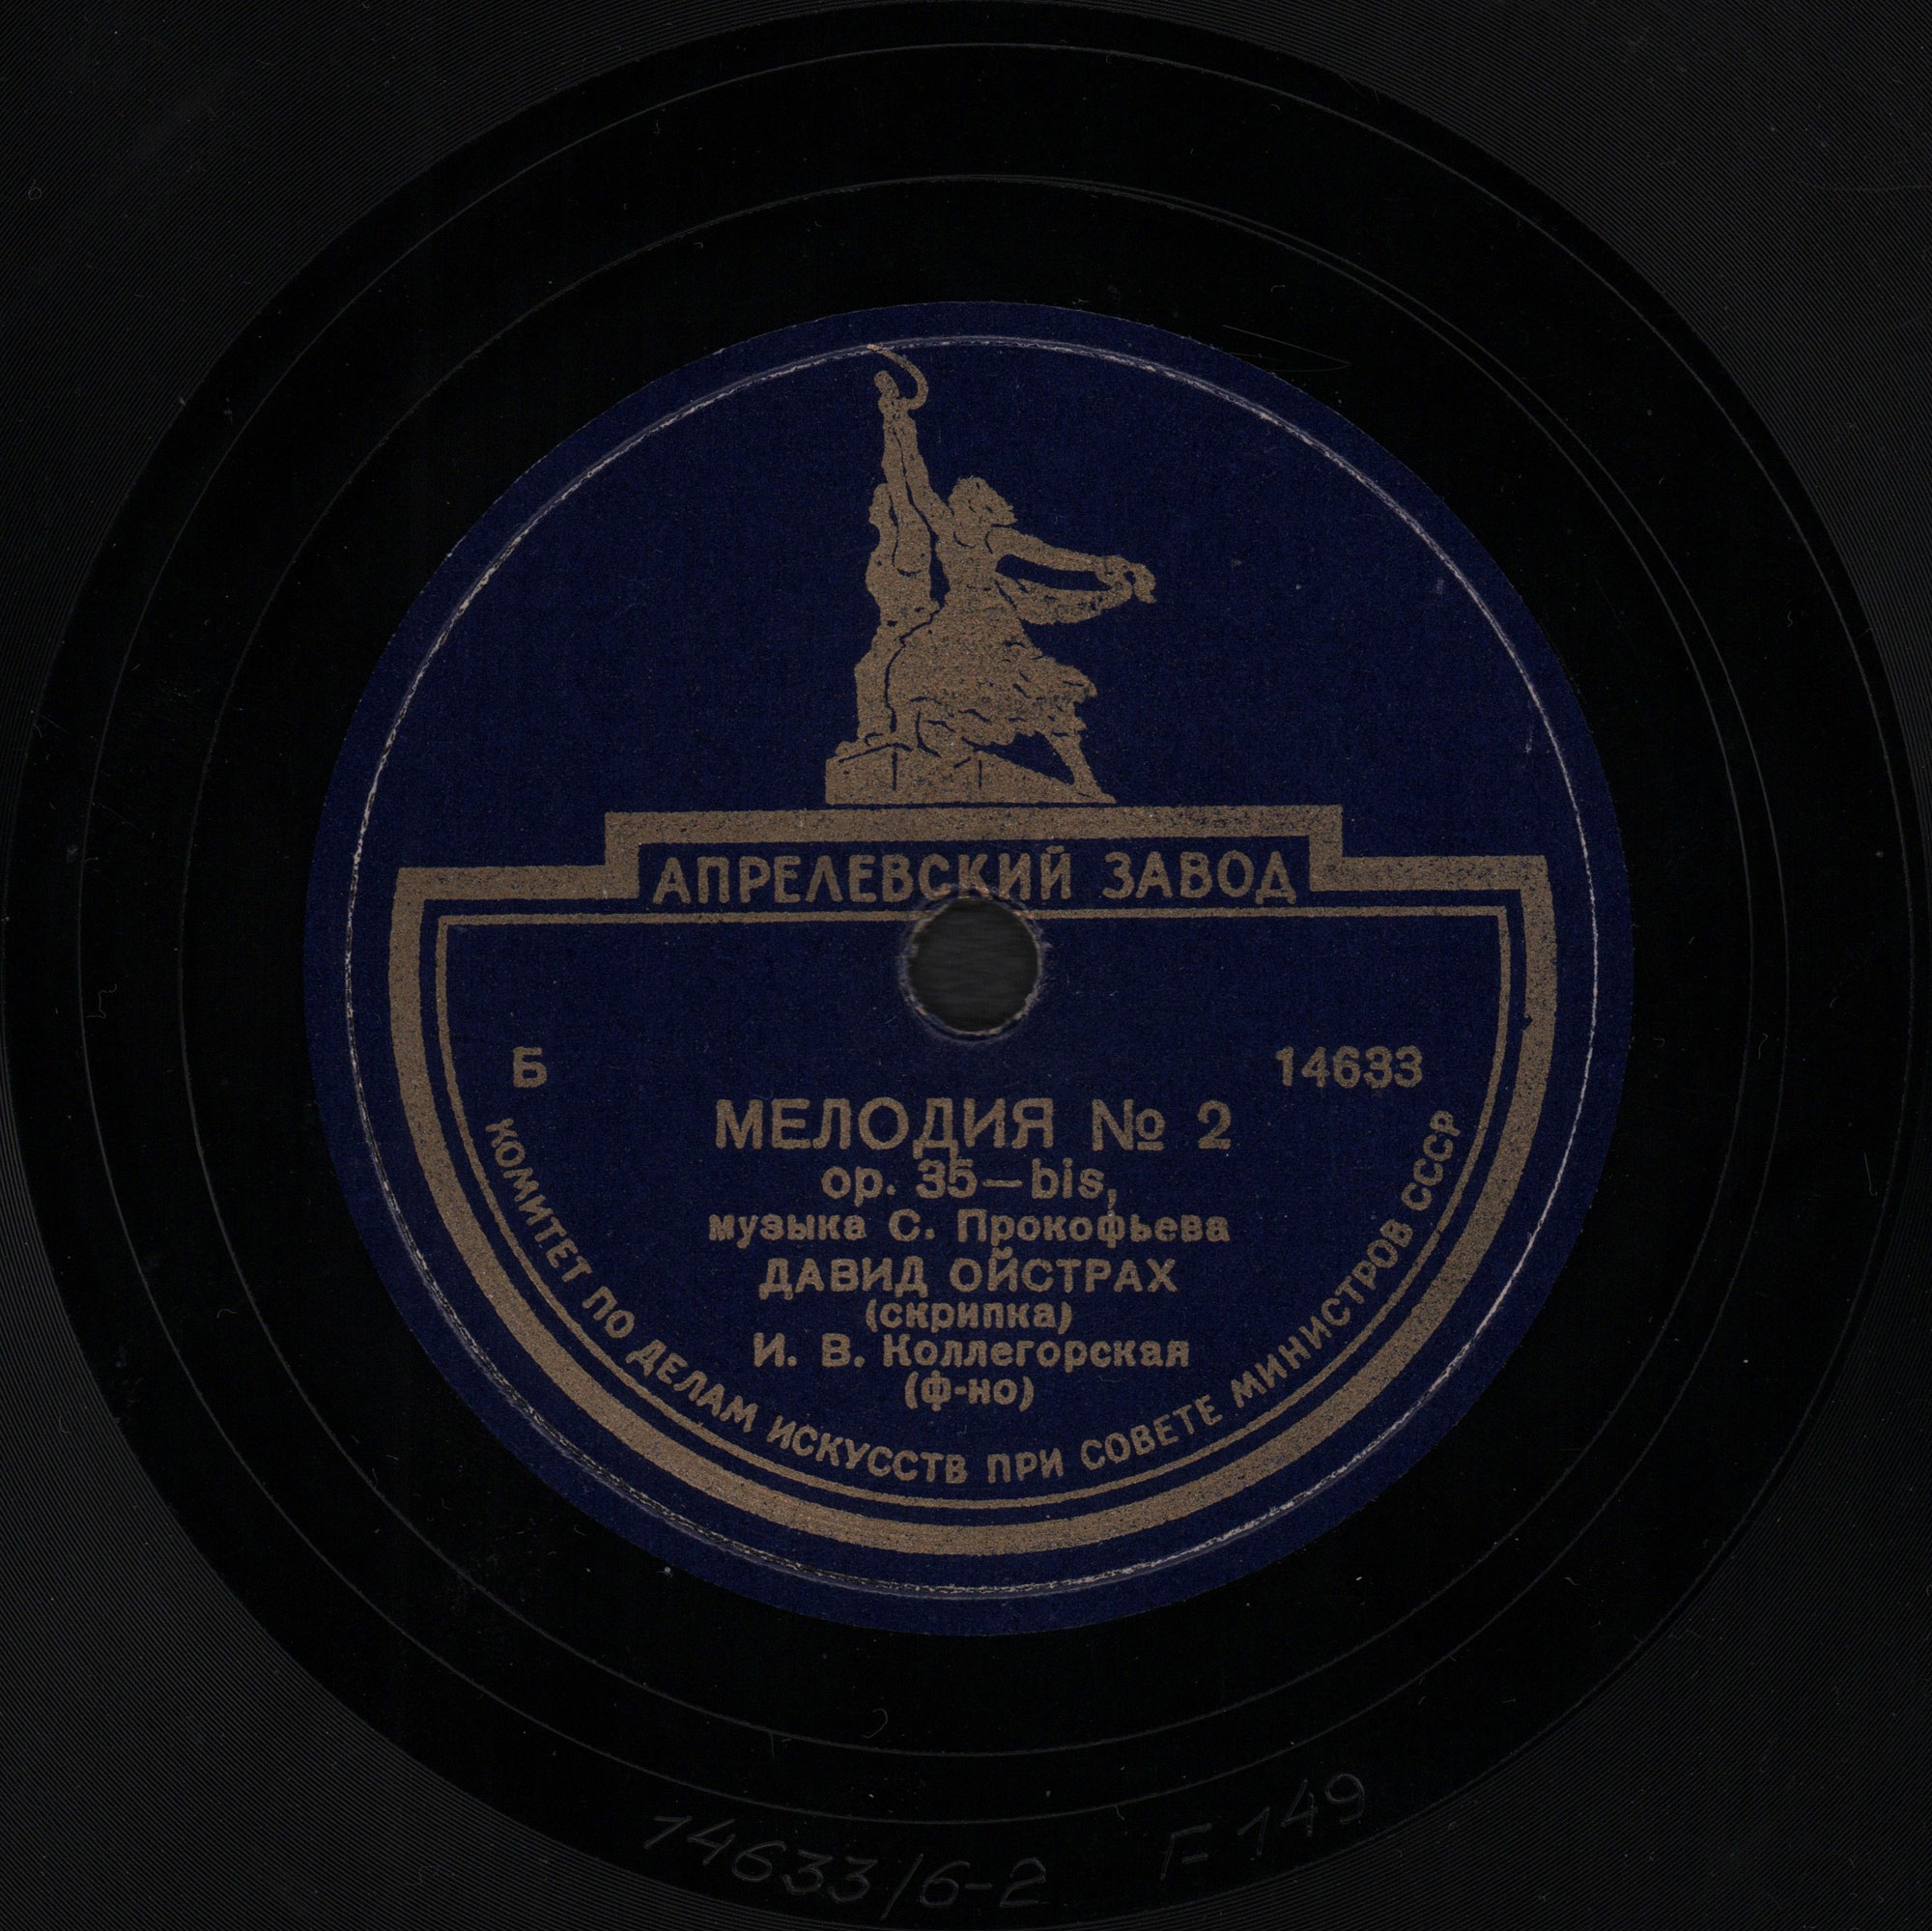 АПРЕЛЕВСКИЙ ЗАВОД
Б 14633
МЕЛОДИЯ № 2
op. 35—bis,
музыка С. Прокофьева
ДАВИД ОЙСТРАХ
(скрипка)
И. В. Коллегорская
(ф-но)
КОМИТЕТ ПО ДЕЛАМ ИСКУССТВ ПРИ СОВЕТЕ МИНИСТРОВ СССР
14633/6-2 Г-149